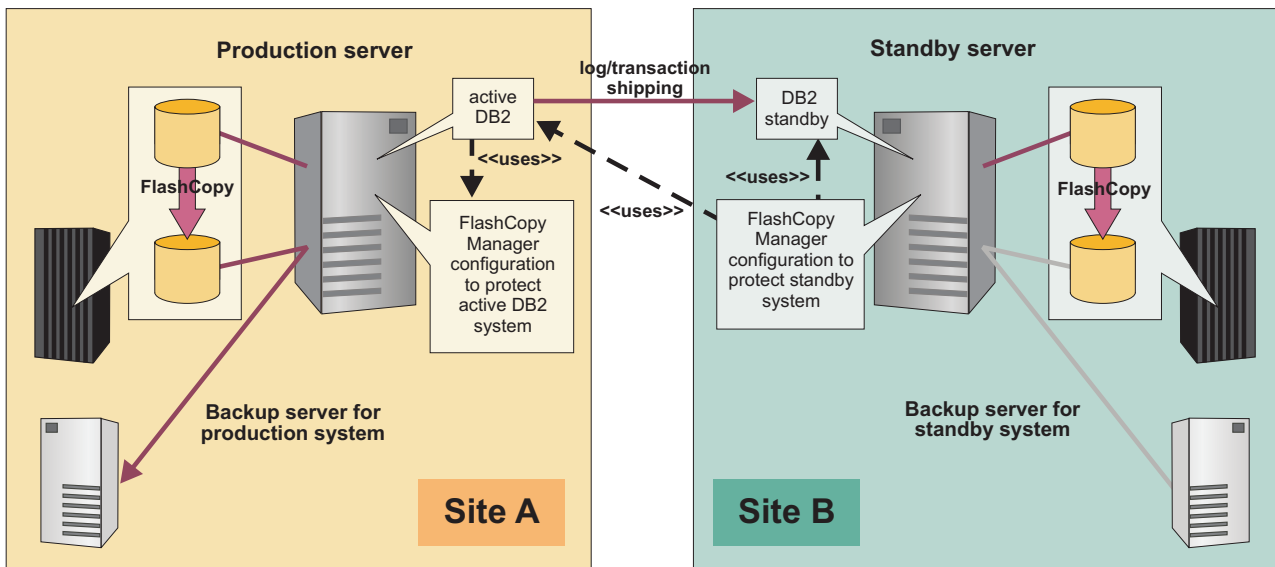 Production server
active
DB2
<<uses>>
FlashCopy
FlashCopy
Manager
configuration
to protect
active DB2
system
Backup server for
production system
Site A
log/transaction
shipping
<<uses>>
Standby server
DB2
standby
<<uses>>
FlashCopy
FlashCopy
Manager
configuration to
protect standby
system
Backup server for
standby system
Site B